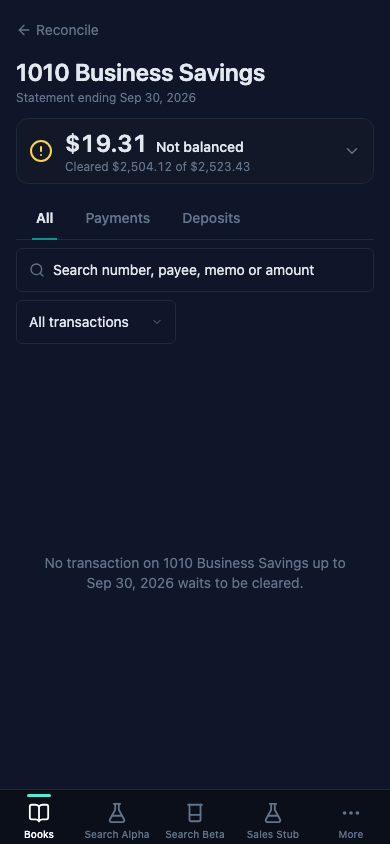 Reconcile
1010 Business Savings
Statement ending Sep 30, 2026
$19.31 Not balanced
Cleared $2,504.12 of $2,523.43
All Payments Deposits
Search number, payee, memo or amount
All transactions
No transaction on 1010 Business Savings up to
Sep 30, 2026 waits to be cleared.
Books Search Alpha Search Beta Sales Stub More